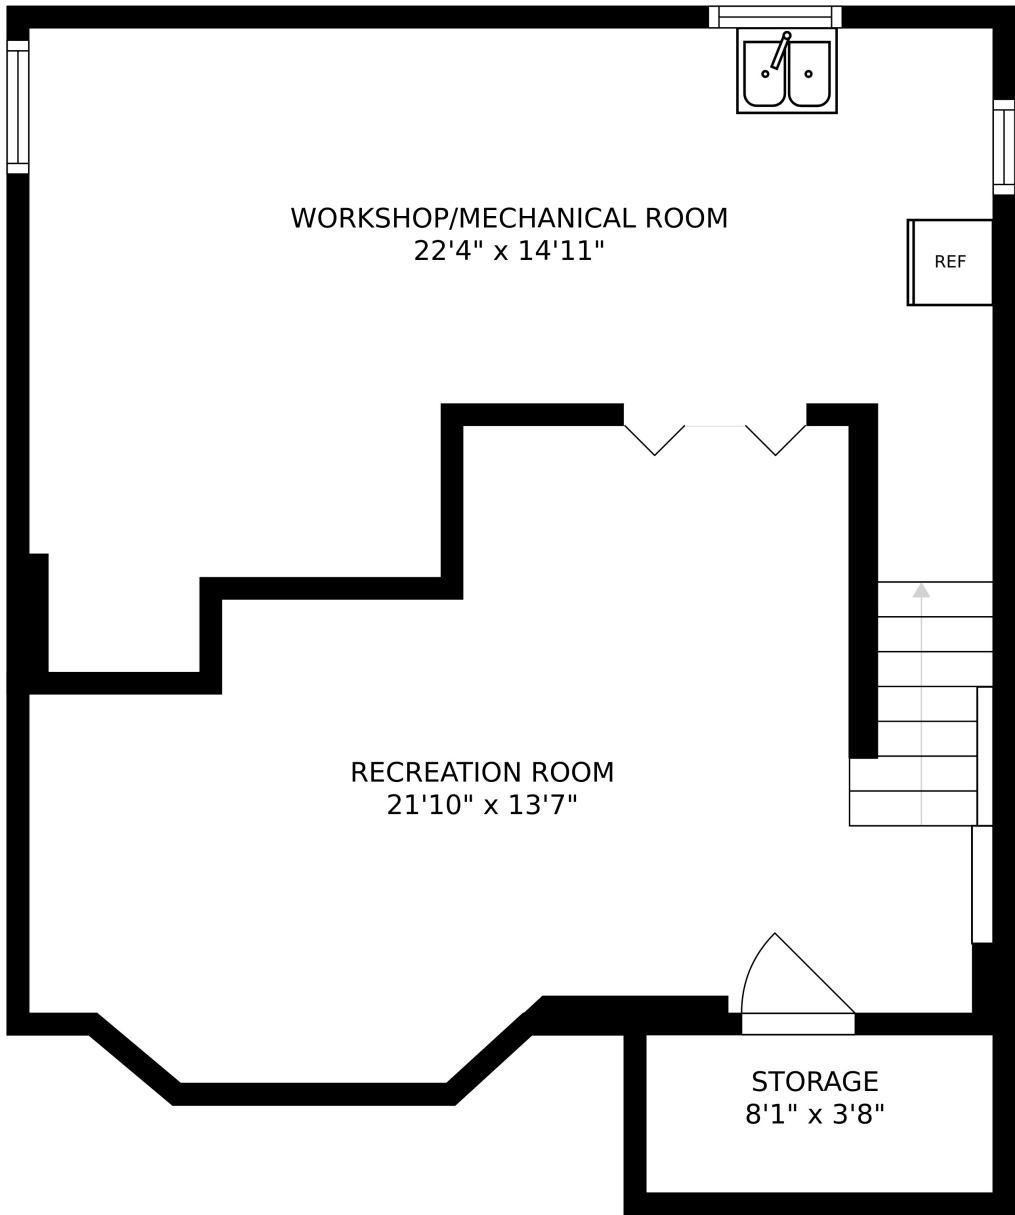 WORKSHOP/MECHANICAL ROOM
22'4" x 14'11"
REF
RECREATION ROOM
21'10" x 13'7"
STORAGE
8'1" x 3'8"